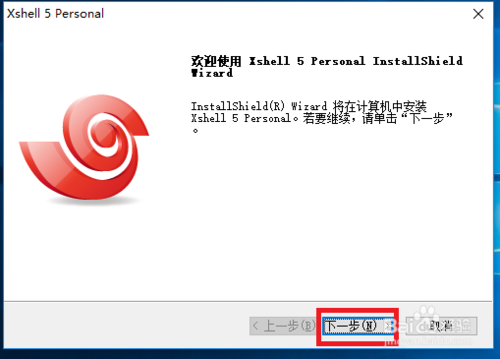 Xshell 5 Personal
欢迎使用 Xshell 5 Personal InstallShield
Wizard
InstallShield(R) Wizard 将在计算机中安装
Xshell 5 Personal。若要继续，请单击“下一步”
。
< 上一步(B)
下一步(N)
取消